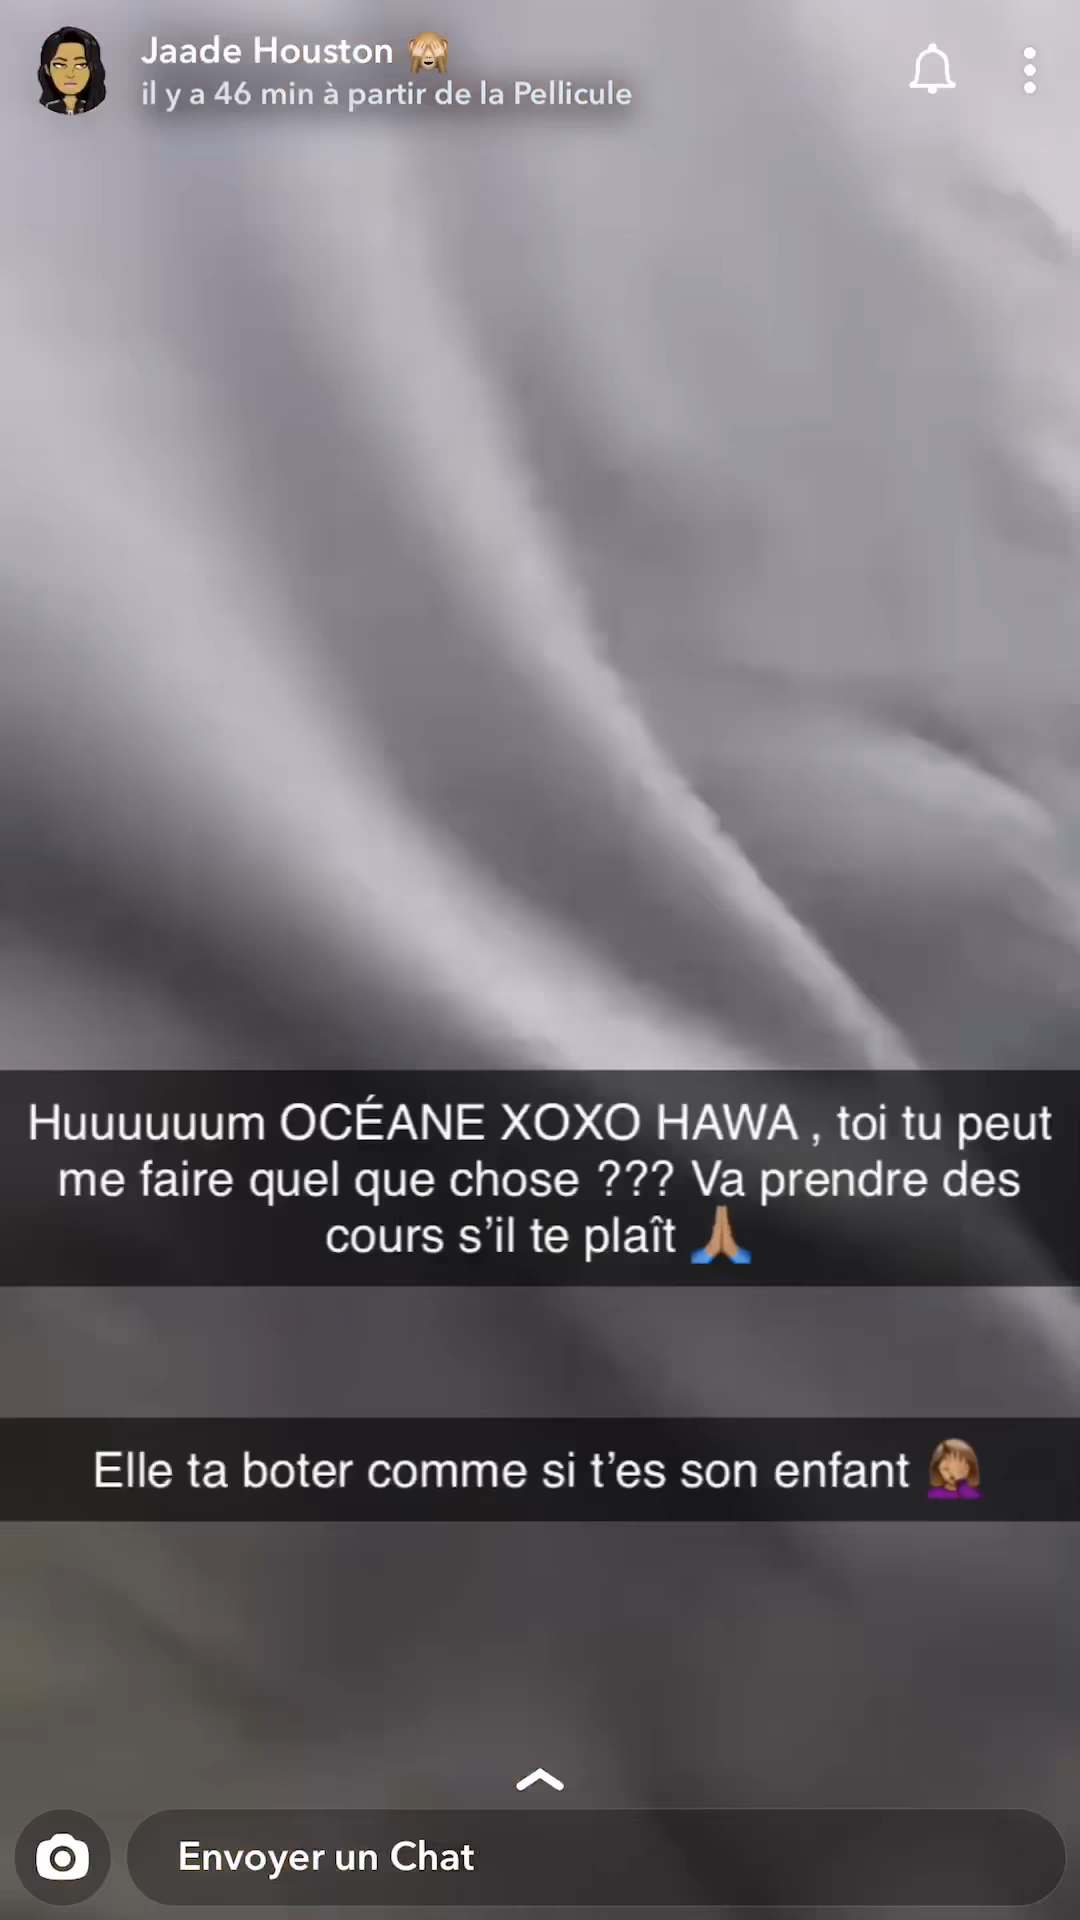 Jaade Houston 🙈
il y a 46 min à partir de la Pellicule
Huuuuuum OCÉANE XOXO HAWA , toi tu peut
me faire quel que chose ??? Va prendre des
cours s’il te plaît 🙏🏽
Elle ta boter comme si t’es son enfant 🤦🏽‍♀️
Envoyer un Chat